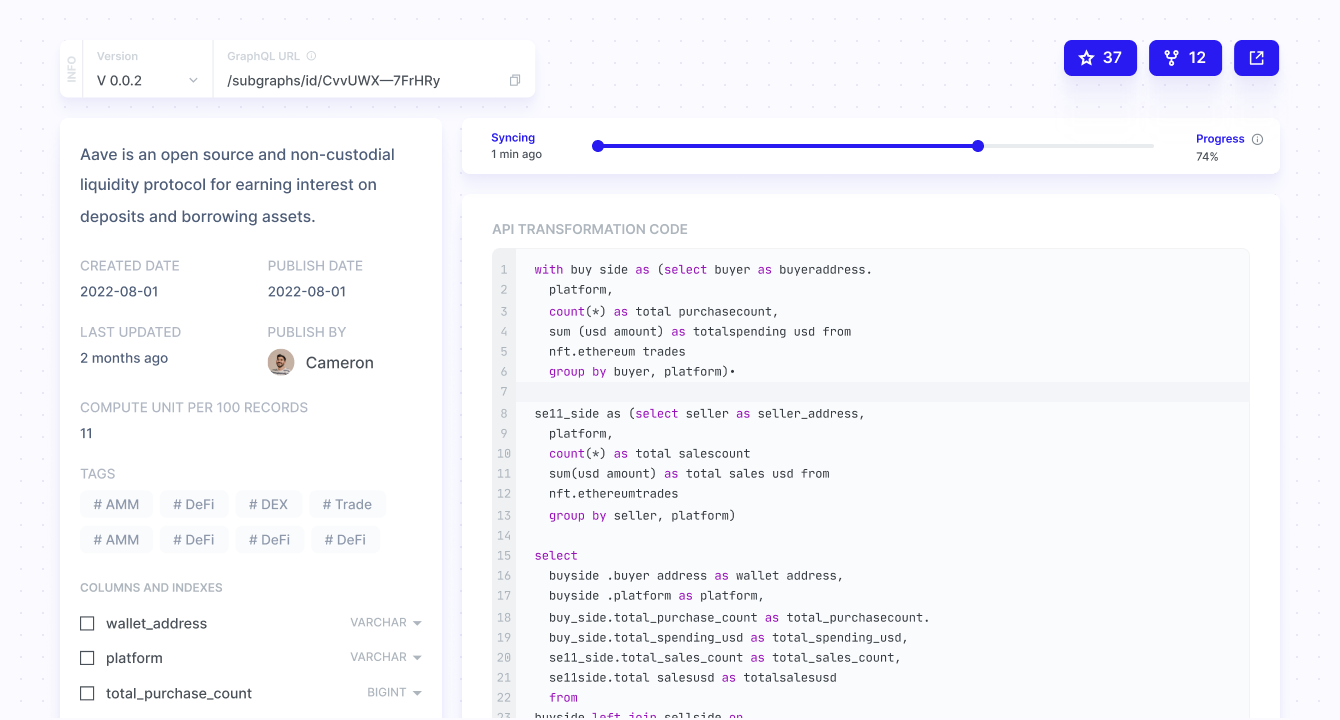 INFO
Version
V 0.0.2
GraphQL URL
/subgraphs/id/CvvUWX—7FrHRy
37
12
Aave is an open source and non-custodial
liquidity protocol for earning interest on
deposits and borrowing assets.
CREATED DATE
2022-08-01
PUBLISH DATE
2022-08-01
LAST UPDATED
2 months ago
PUBLISH BY
Cameron
COMPUTE UNIT PER 100 RECORDS
11
TAGS
# AMM # DeFi # DEX # Trade
# AMM # DeFi # DeFi # DeFi
COLUMNS AND INDEXES
wallet_address VARCHAR
platform VARCHAR
total_purchase_count BIGINT
Syncing
1 min ago
Progress
74%
API TRANSFORMATION CODE
1 with buy side as (select buyer as buyeraddress.
2 platform,
3 count(*) as total purchasecount,
4 sum (usd amount) as totalspending usd from
5 nft.ethereum trades
6 group by buyer, platform)•
7
8 se11_side as (select seller as seller_address,
9 platform,
10 count(*) as total salescount
11 sum(usd amount) as total sales usd from
12 nft.ethereumtrades
13 group by seller, platform)
14
15 select
16 buyside .buyer address as wallet address,
17 buyside .platform as platform,
18 buy_side.total_purchase_count as total_purchasecount.
19 buy_side.total_spending_usd as total_spending_usd,
20 se11_side.total_sales_count as total_sales_count,
21 se11side.total salesusd as totalsalesusd
22 from
23 buyside left join sellside on